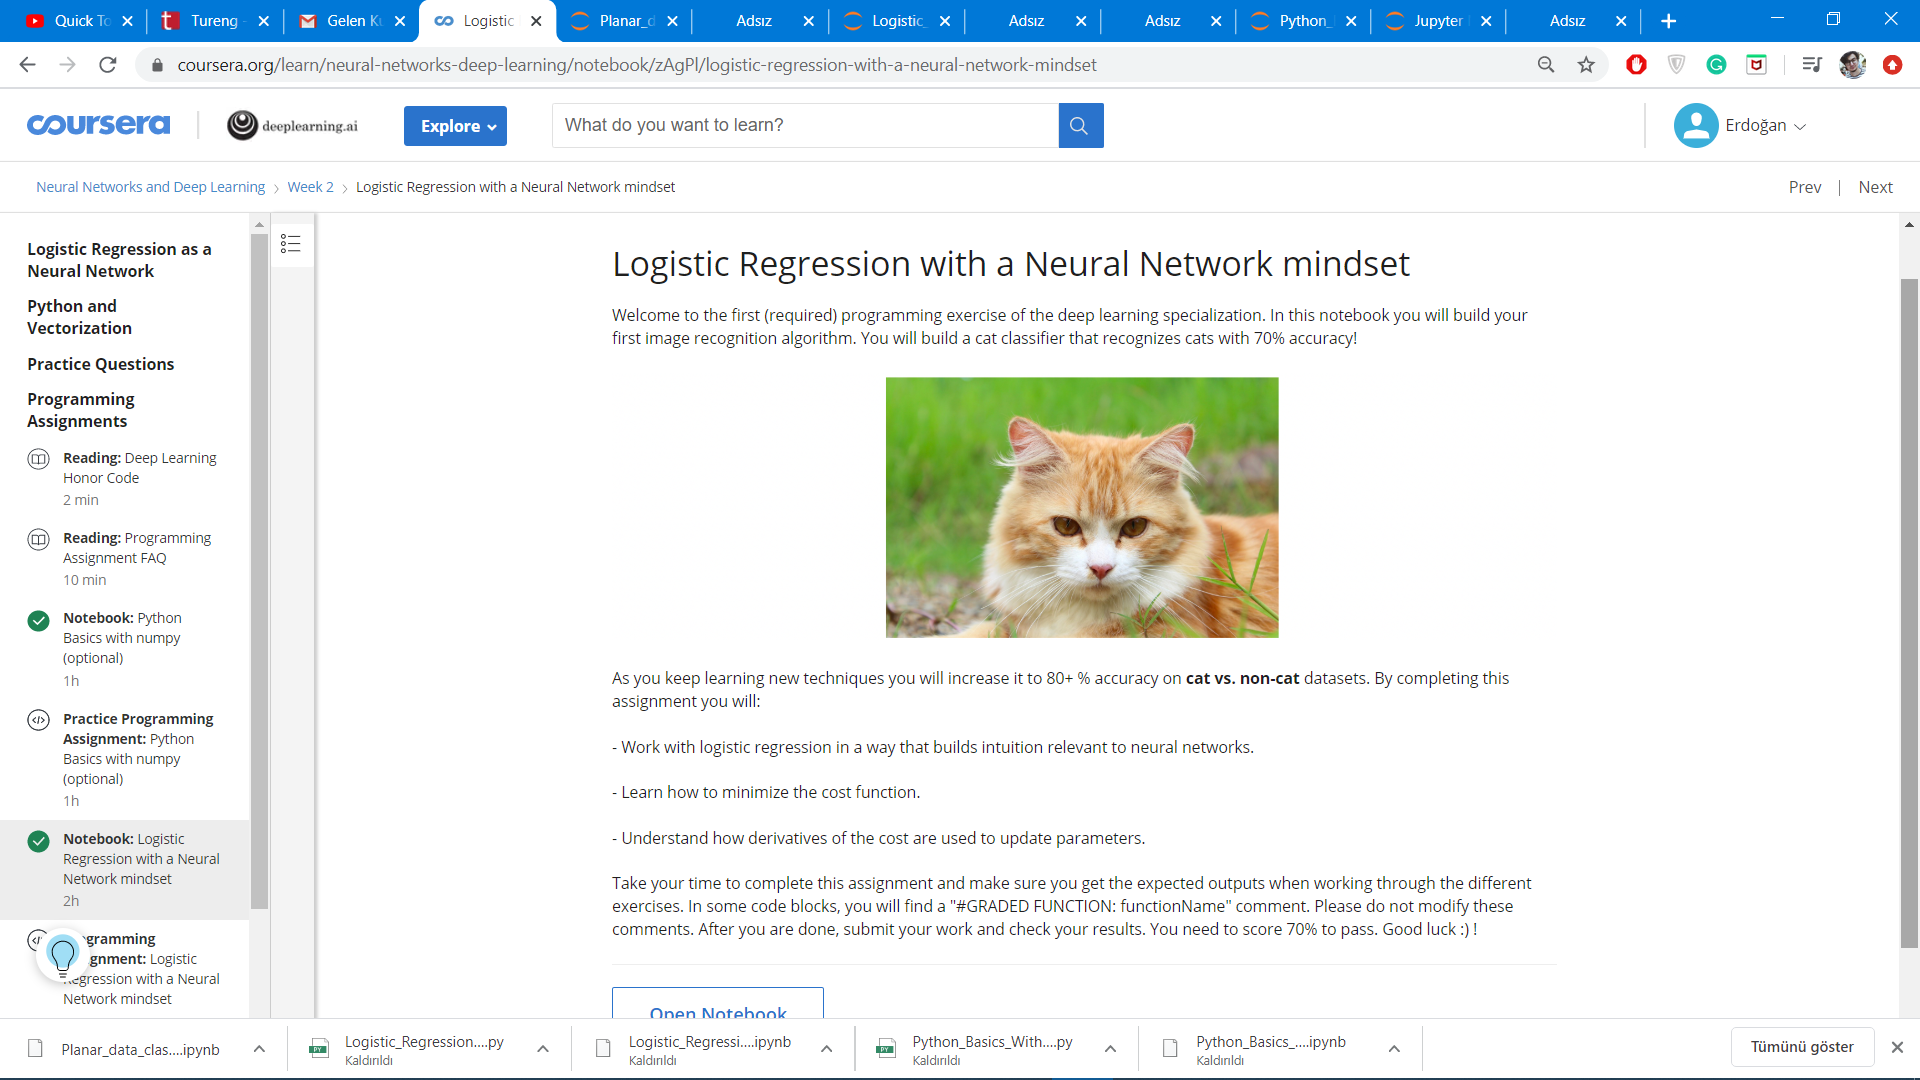 Quick To
Tureng -
Gelen Ku
Logistic
Planar_d
Adsız
Logistic_
Adsız
Adsız
Python_
Jupyter
Adsız
coursera.org/learn/neural-networks-deep-learning/notebook/zAgPl/logistic-regression-with-a-neural-network-mindset
coursera
deeplearning.ai
Explore
What do you want to learn?
Erdoğan
Neural Networks and Deep Learning > Week 2 > Logistic Regression with a Neural Network mindset
Prev | Next
Logistic Regression as a
Neural Network
Python and
Vectorization
Practice Questions
Programming
Assignments
Reading: Deep Learning
Honor Code
2 min
Reading: Programming
Assignment FAQ
10 min
Notebook: Python
Basics with numpy
(optional)
1h
Practice Programming
Assignment: Python
Basics with numpy
(optional)
1h
Notebook: Logistic
Regression with a Neural
Network mindset
2h
gramming
gnment: Logistic
egression with a Neural
Network mindset
Logistic Regression with a Neural Network mindset
Welcome to the first (required) programming exercise of the deep learning specialization. In this notebook you will build your
first image recognition algorithm. You will build a cat classifier that recognizes cats with 70% accuracy!
As you keep learning new techniques you will increase it to 80+ % accuracy on cat vs. non-cat datasets. By completing this
assignment you will:
- Work with logistic regression in a way that builds intuition relevant to neural networks.
- Learn how to minimize the cost function.
- Understand how derivatives of the cost are used to update parameters.
Take your time to complete this assignment and make sure you get the expected outputs when working through the different
exercises. In some code blocks, you will find a "#GRADED FUNCTION: functionName" comment. Please do not modify these
comments. After you are done, submit your work and check your results. You need to score 70% to pass. Good luck :) !
Open Notebook
Planar_data_clas....ipynb
Logistic_Regression....py
Kaldırıldı
Logistic_Regressi....ipynb
Kaldırıldı
Python_Basics_With....py
Kaldırıldı
Python_Basics_....ipynb
Kaldırıldı
Tümünü göster